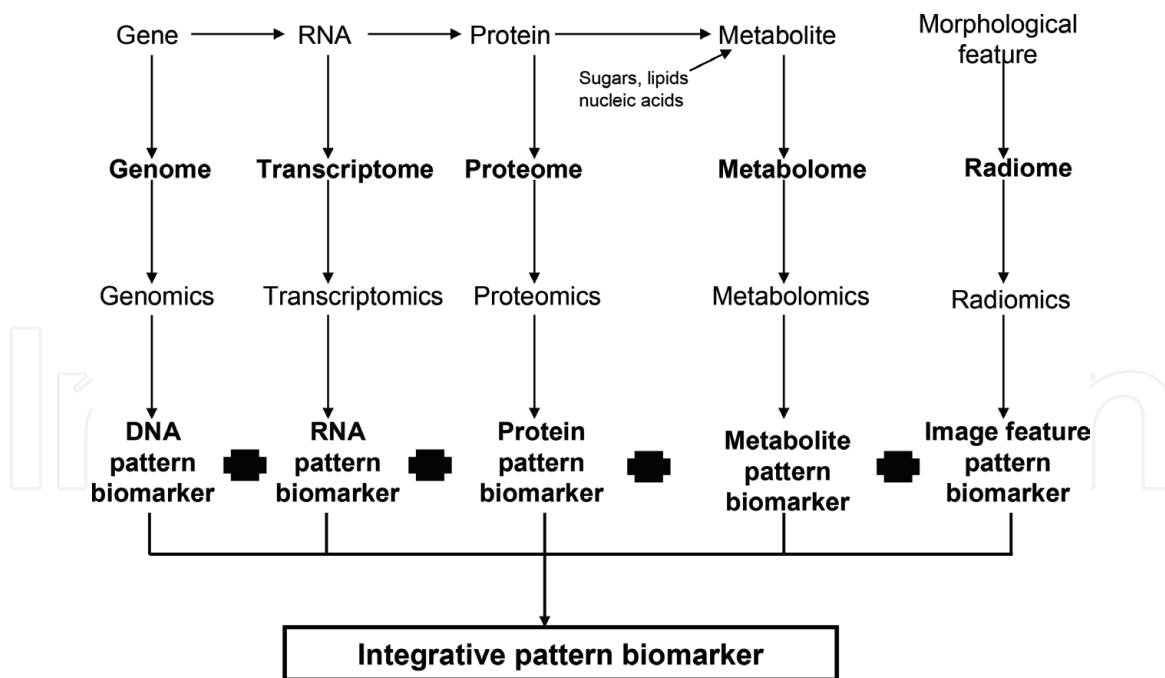 Gene
RNA
Protein
Metabolite
Morphological
feature
Sugars, lipids
nucleic acids
Genome
Transcriptome
Proteome
Metabolome
Radiome
Genomics
Transcriptomics
Proteomics
Metabolomics
Radiomics
DNA
pattern
biomarker
RNA
pattern
biomarker
Protein
pattern
biomarker
Metabolite
pattern
biomarker
Image feature
pattern
biomarker
Integrative pattern biomarker